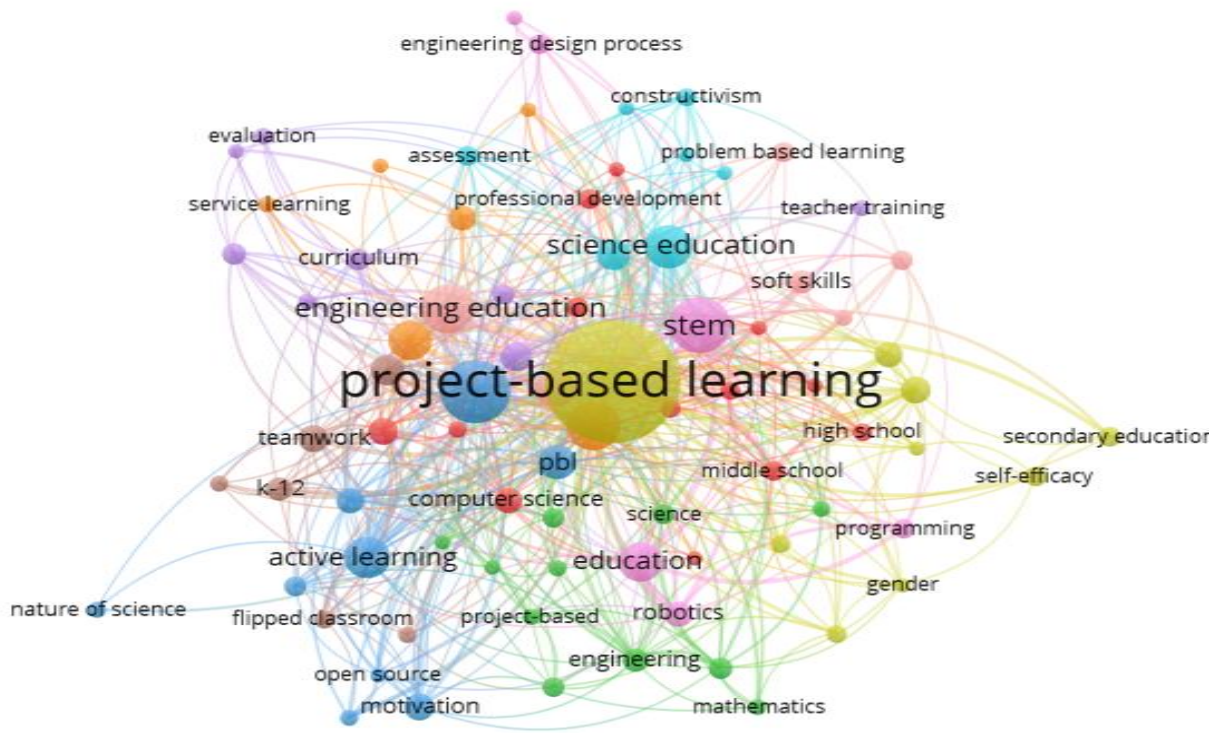 engineering design process
constructivism
evaluation
assessment
problem based learning
service learning
professional development
teacher training
science education
curriculum
soft skills
engineering education
stem
project-based learning
teamwork
high school
secondary education
pbl
middle school
self-efficacy
k-12
computer science
science
programming
active learning
education
gender
nature of science
flipped classroom
project-based
robotics
engineering
open source
motivation
mathematics